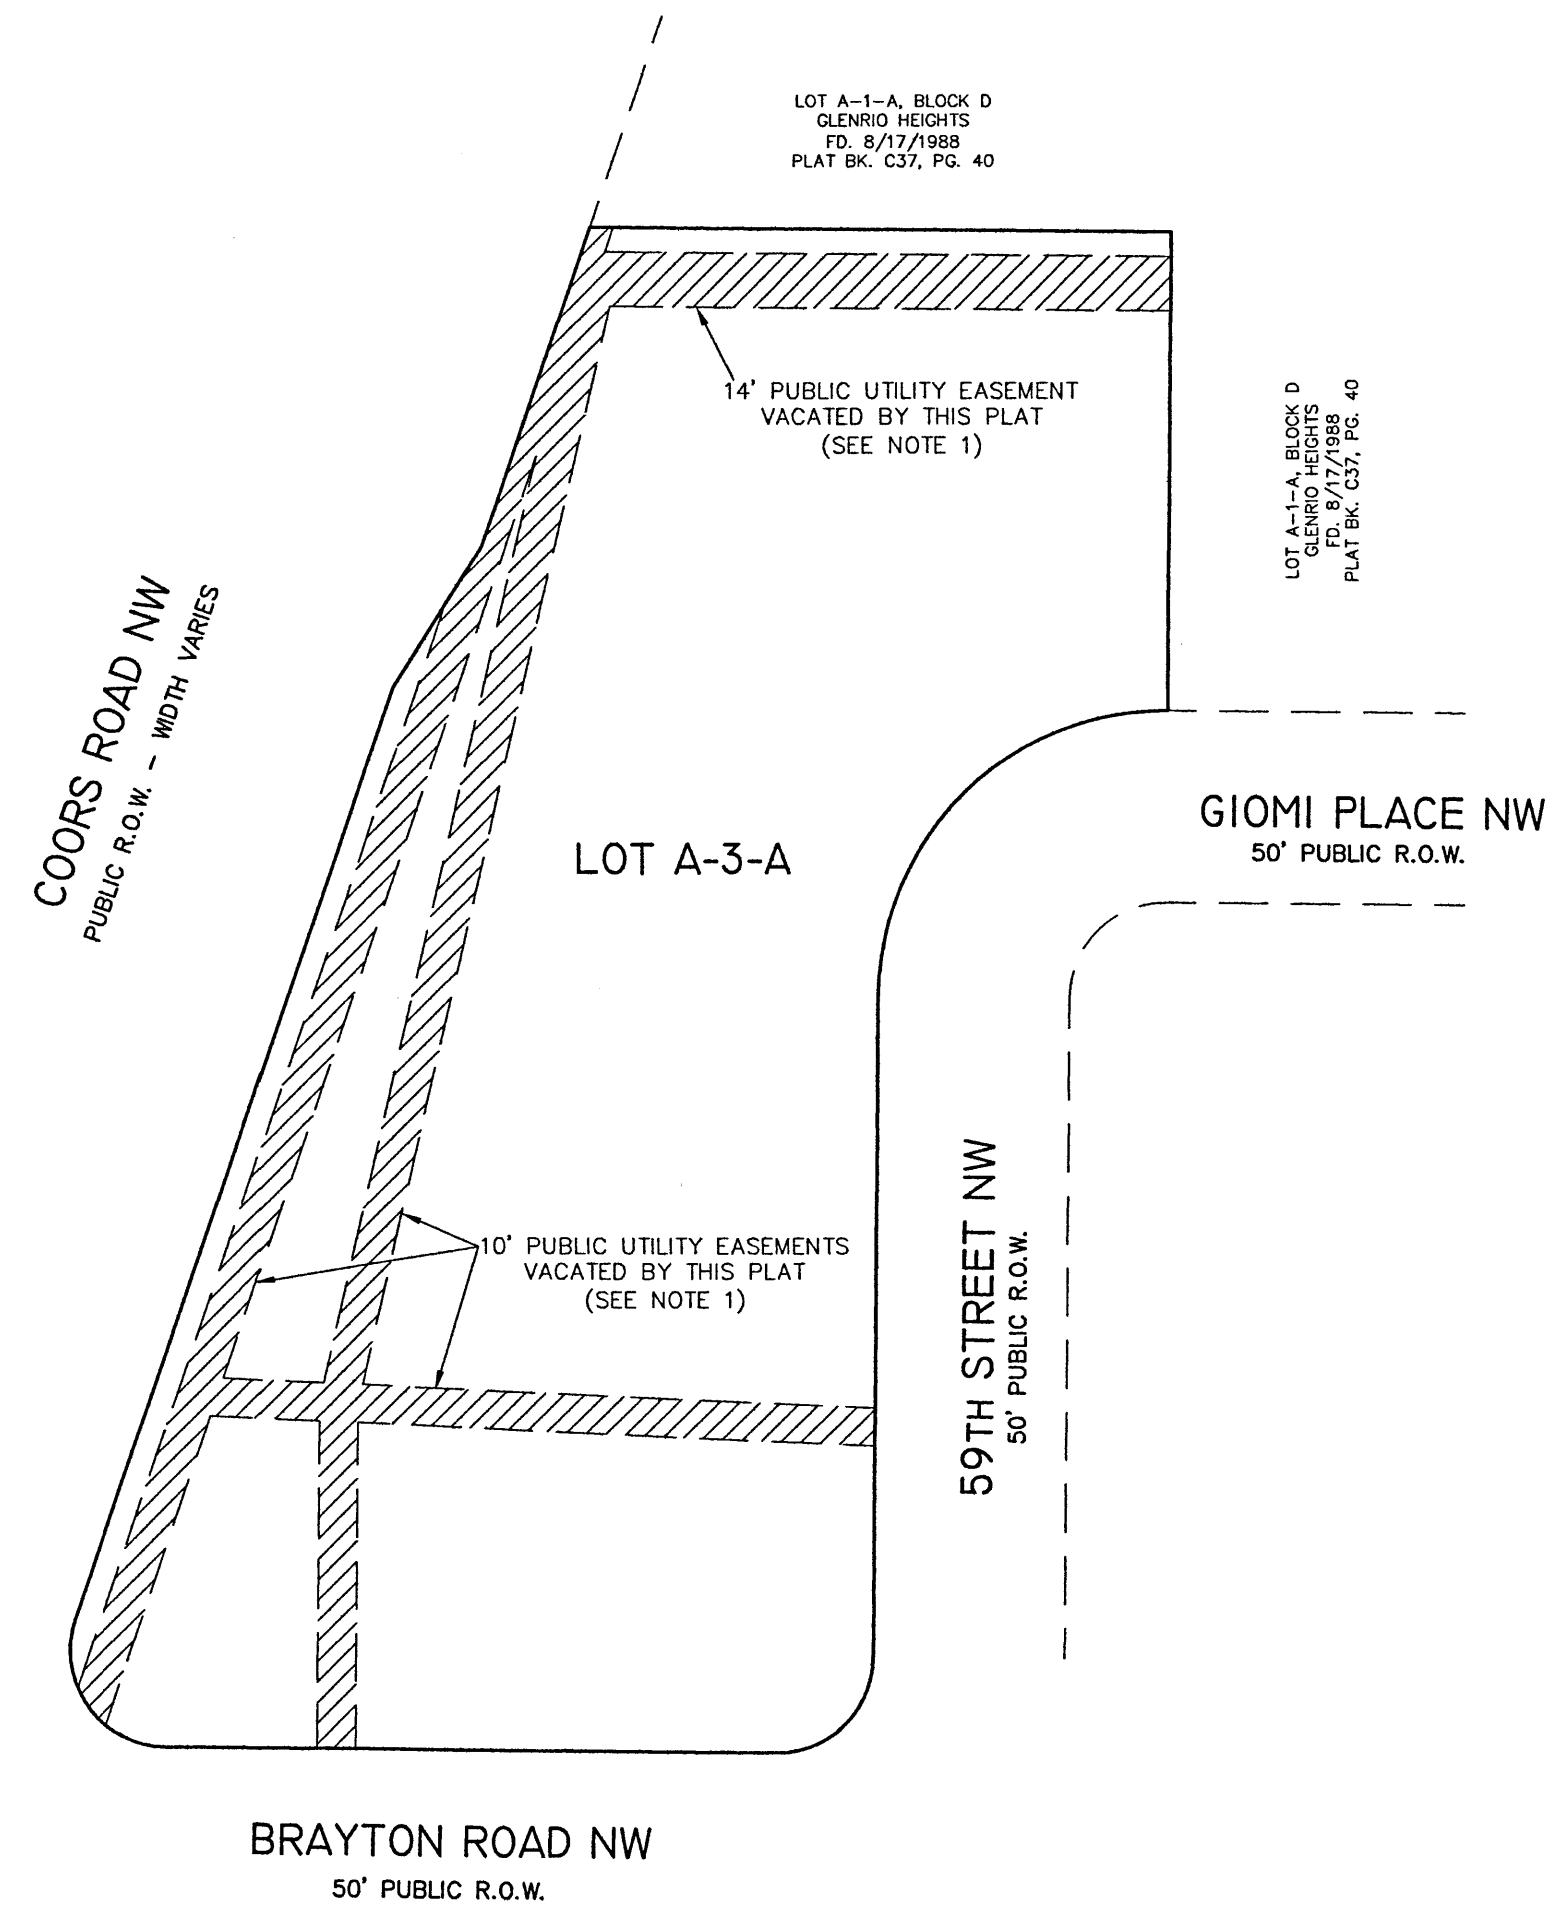 LOT A-1-A, BLOCK D
GLENRIO HEIGHTS
FD. 8/17/1988
PLAT BK. C37, PG. 40
14' PUBLIC UTILITY EASEMENT
VACATED BY THIS PLAT
(SEE NOTE 1)
LOT A-1-A, BLOCK D
GLENRIO HEIGHTS
FD. 8/17/1988
PLAT BK. C37, PG. 40
COORS ROAD NW
PUBLIC R.O.W. - WIDTH VARIES
LOT A-3-A
GIOMI PLACE NW
50' PUBLIC R.O.W.
10' PUBLIC UTILITY EASEMENTS
VACATED BY THIS PLAT
(SEE NOTE 1)
59TH STREET NW
50' PUBLIC R.O.W.
BRAYTON ROAD NW
50' PUBLIC R.O.W.